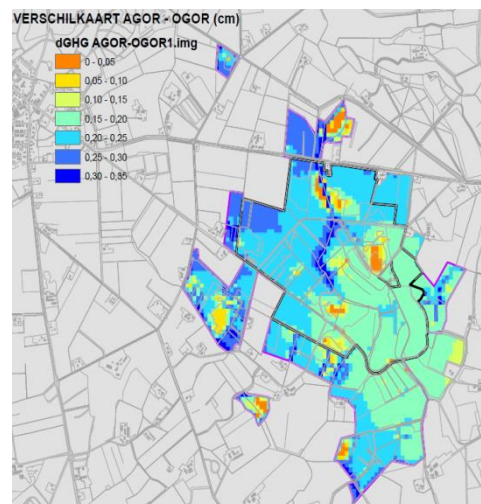 VERSCHILKAART AGOR - OGOR (cm)
dGHG AGOR-OGOR1.img
0 - 0,05
0,05 - 0,10
0,10 - 0,15
0,15 - 0,20
0,20 - 0,25
0,25 - 0,30
0,30 - 0,35